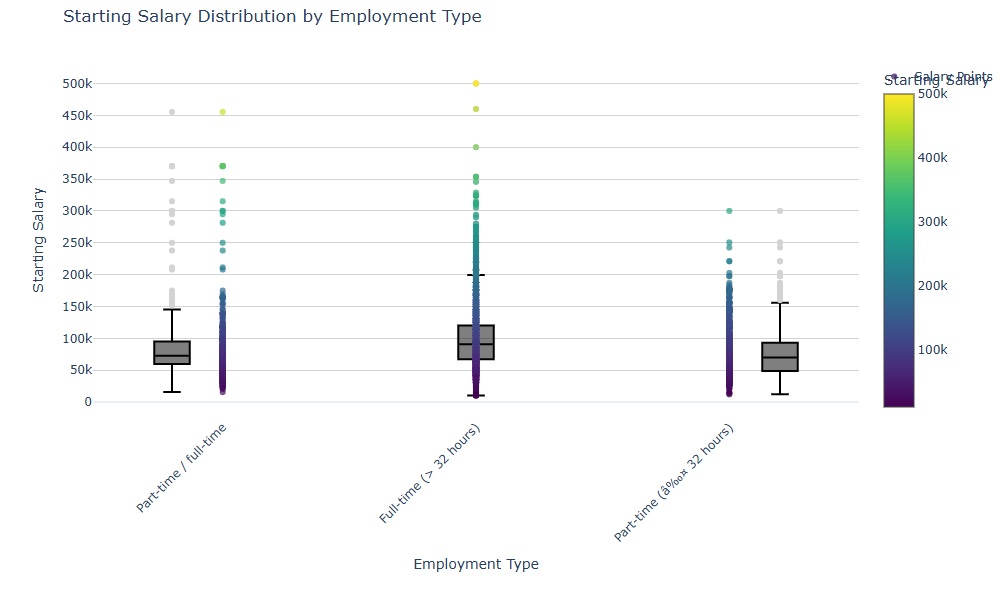 Starting Salary Distribution by Employment Type
500k
450k
400k
350k
300k
250k
200k
150k
100k
50k
0
Starting Salary
Part-time / full-time
Full-time (> 32 hours)
Part-time (â‰¤ 32 hours)
Employment Type
Salary Points
Starting Salary
500k
400k
300k
200k
100k